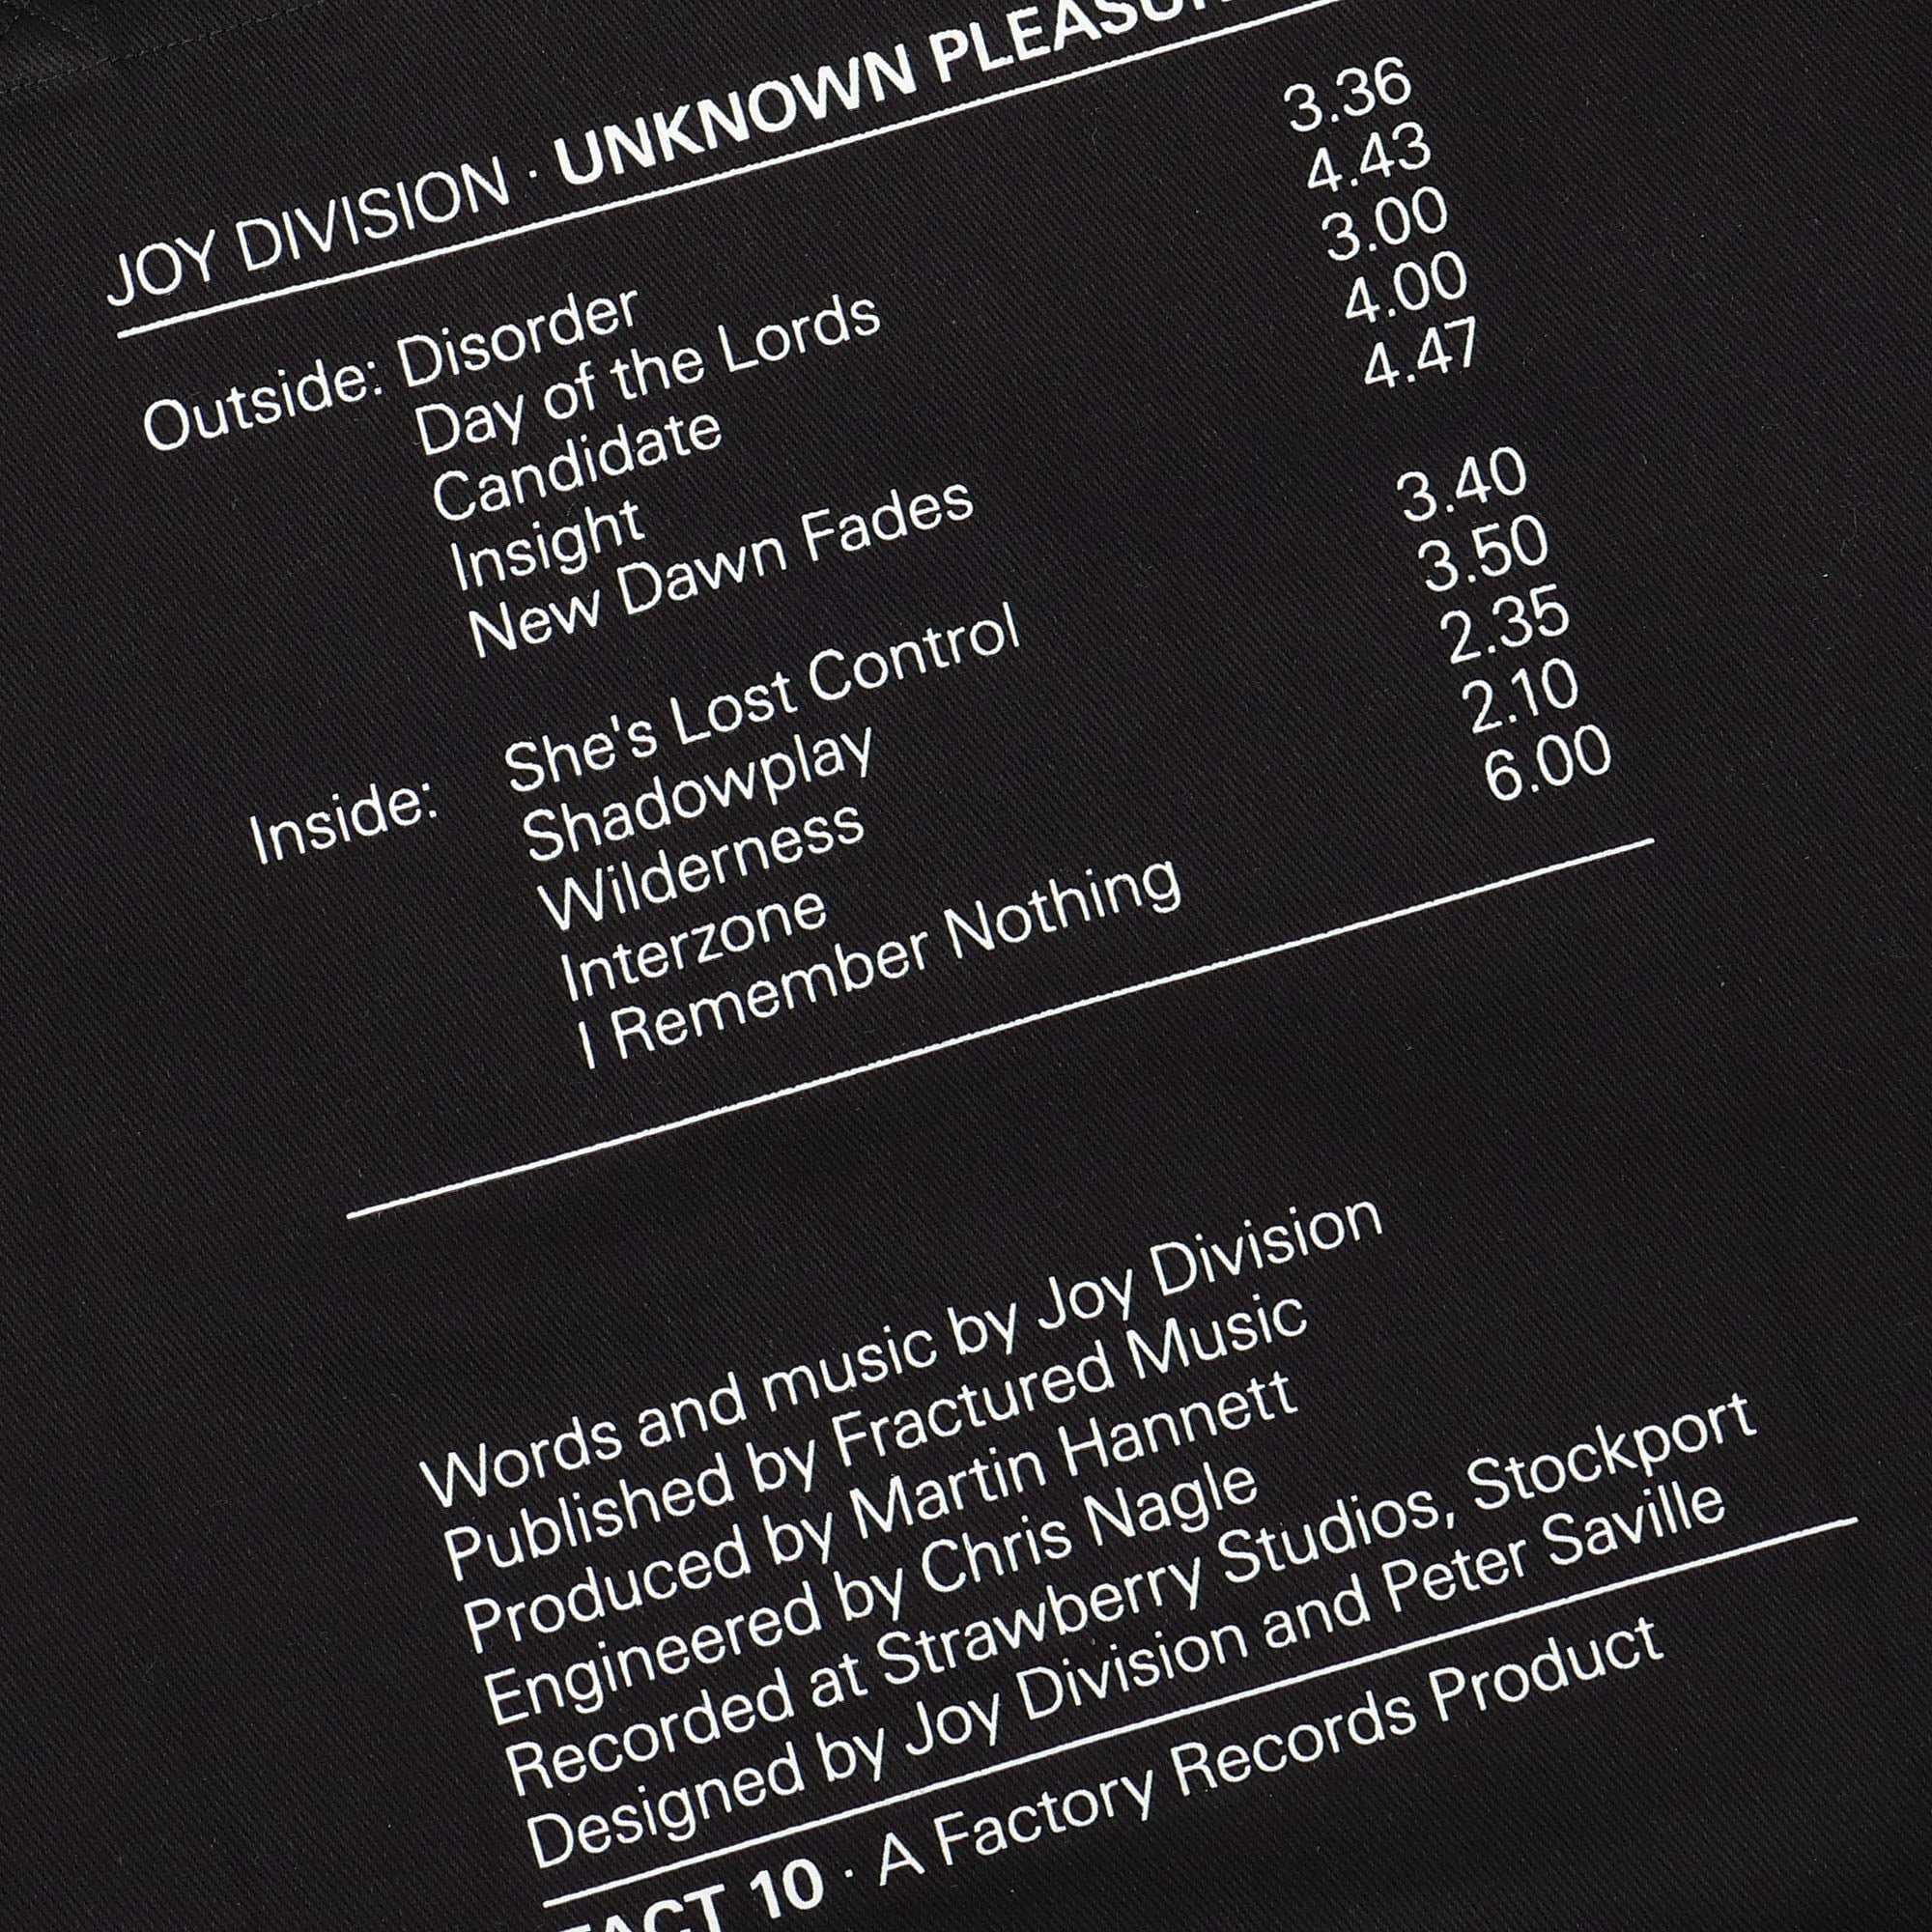 JOY DIVISION · UNKNOWN PLEASUR
Outside: Disorder 3.36
Day of the Lords 4.43
Candidate 3.00
Insight 4.00
New Dawn Fades 4.47
Inside: She's Lost Control 3.40
Shadowplay 3.50
Wilderness 2.35
Interzone 2.10
I Remember Nothing 6.00
Words and music by Joy Division
Published by Fractured Music
Produced by Martin Hannett
Engineered by Chris Nagle
Recorded at Strawberry Studios, Stockport
Designed by Joy Division and Peter Saville
FACT 10 · A Factory Records Product